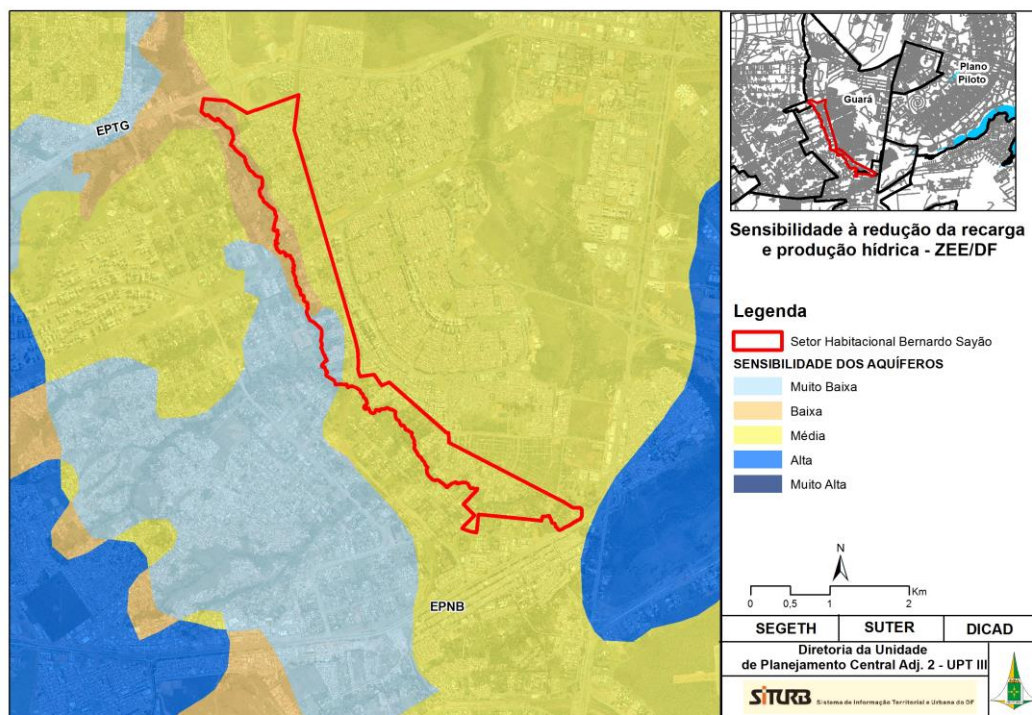 EPTG
EPNB
Plano
Piloto
Guará
Sensibilidade à redução da recarga
e produção hídrica - ZEE/DF
Legenda
Setor Habitacional Bernardo Sayão
SENSIBILIDADE DOS AQUÍFEROS
Muito Baixa
Baixa
Média
Alta
Muito Alta
N
0 0,5 1 2 Km
SEGETH SUTER DICAD
Diretoria da Unidade
de Planejamento Central Adj. 2 - UPT III
SiTURB Sistema de Informação Territorial e Urbana do DF